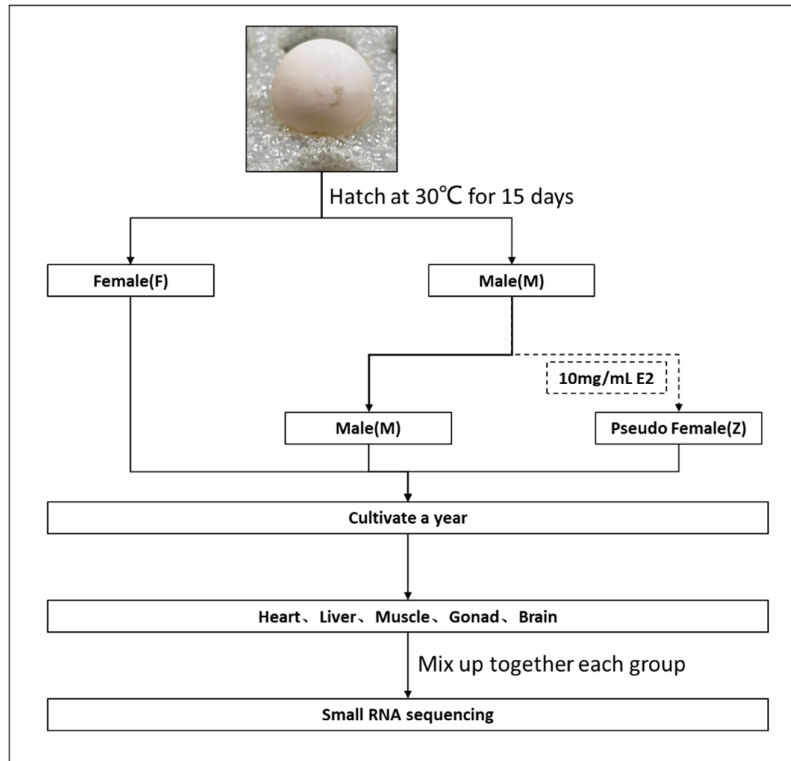 Hatch at 30℃ for 15 days
Female(F)
Male(M)
10mg/mL E2
Male(M)
Pseudo Female(Z)
Cultivate a year
Heart、Liver、Muscle、Gonad、Brain
Mix up together each group
Small RNA sequencing